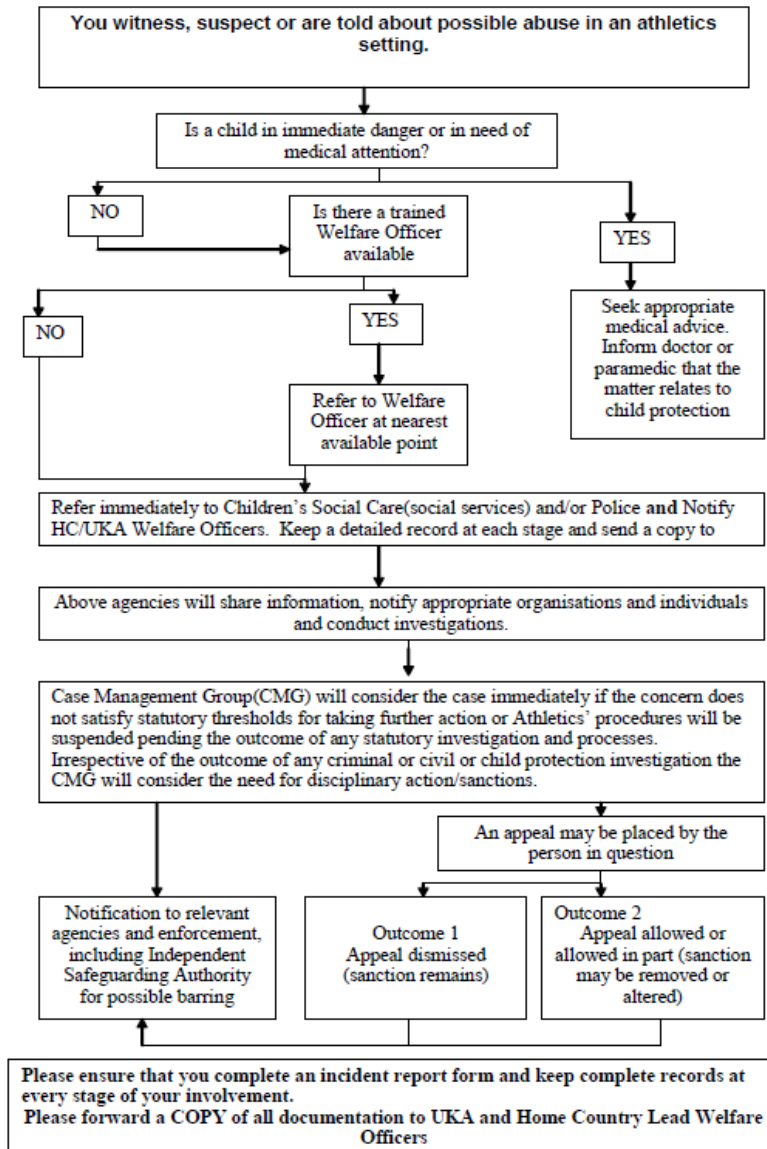 You witness, suspect or are told about possible abuse in an athletics
setting.
Is a child in immediate danger or in need of
medical attention?
NO
Is there a trained
Welfare Officer
available
YES
NO
YES
Seek appropriate
medical advice.
Inform doctor or
paramedic that the
matter relates to
child protection
Refer to Welfare
Officer at nearest
available point
Refer immediately to Children’s Social Care(social services) and/or Police and Notify
HC/UKA Welfare Officers. Keep a detailed record at each stage and send a copy to
Above agencies will share information, notify appropriate organisations and individuals
and conduct investigations.
Case Management Group(CMG) will consider the case immediately if the concern does
not satisfy statutory thresholds for taking further action or Athletics’ procedures will be
suspended pending the outcome of any statutory investigation and processes.
Irrespective of the outcome of any criminal or civil or child protection investigation the
CMG will consider the need for disciplinary action/sanctions.
An appeal may be placed by the
person in question
Notification to relevant
agencies and enforcement,
including Independent
Safeguarding Authority
for possible barring
Outcome 1
Appeal dismissed
(sanction remains)
Outcome 2
Appeal allowed or
allowed in part (sanction
may be removed or
altered)
Please ensure that you complete an incident report form and keep complete records at
every stage of your involvement.
Please forward a COPY of all documentation to UKA and Home Country Lead Welfare
Officers